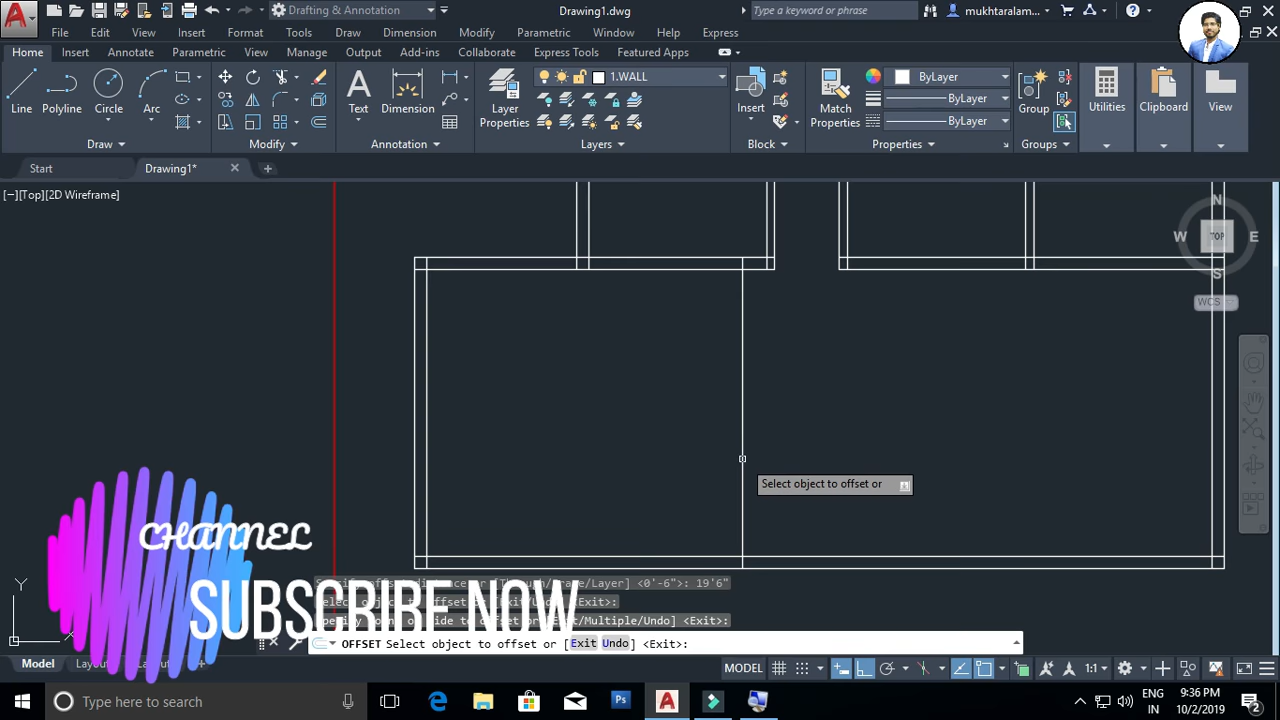 Drafting & Annotation
Drawing1.dwg
Type a keyword or phrase
mukhtaralam...
File Edit View Insert Format Tools Draw Dimension Modify Parametric Window Help Express
Home Insert Annotation Parametric View Manage Output Add-ins Collaborate Express Tools Featured Apps
1.WALL
ByLayer
ByLayer
ByLayer
Line Polyline Circle Arc Text Dimension Layer Properties Insert Match Properties Group Utilities Clipboard View
Draw Modify Annotation Layers Block Properties Groups
Start Drawing1*
[−][Top][2D Wireframe]
N
W TOP E
S
WCS
Select object to offset or
CHANNEL
SUBSCRIBE NOW
<0'-6">: 19'6"
Exit/Multiple/Undo] <Exit>:
Y
OFFSET Select object to offset or [Exit Undo] <Exit>:
Model
MODEL 1:1
Type here to search
ENG
IN
9:36 PM
10/2/2019
2